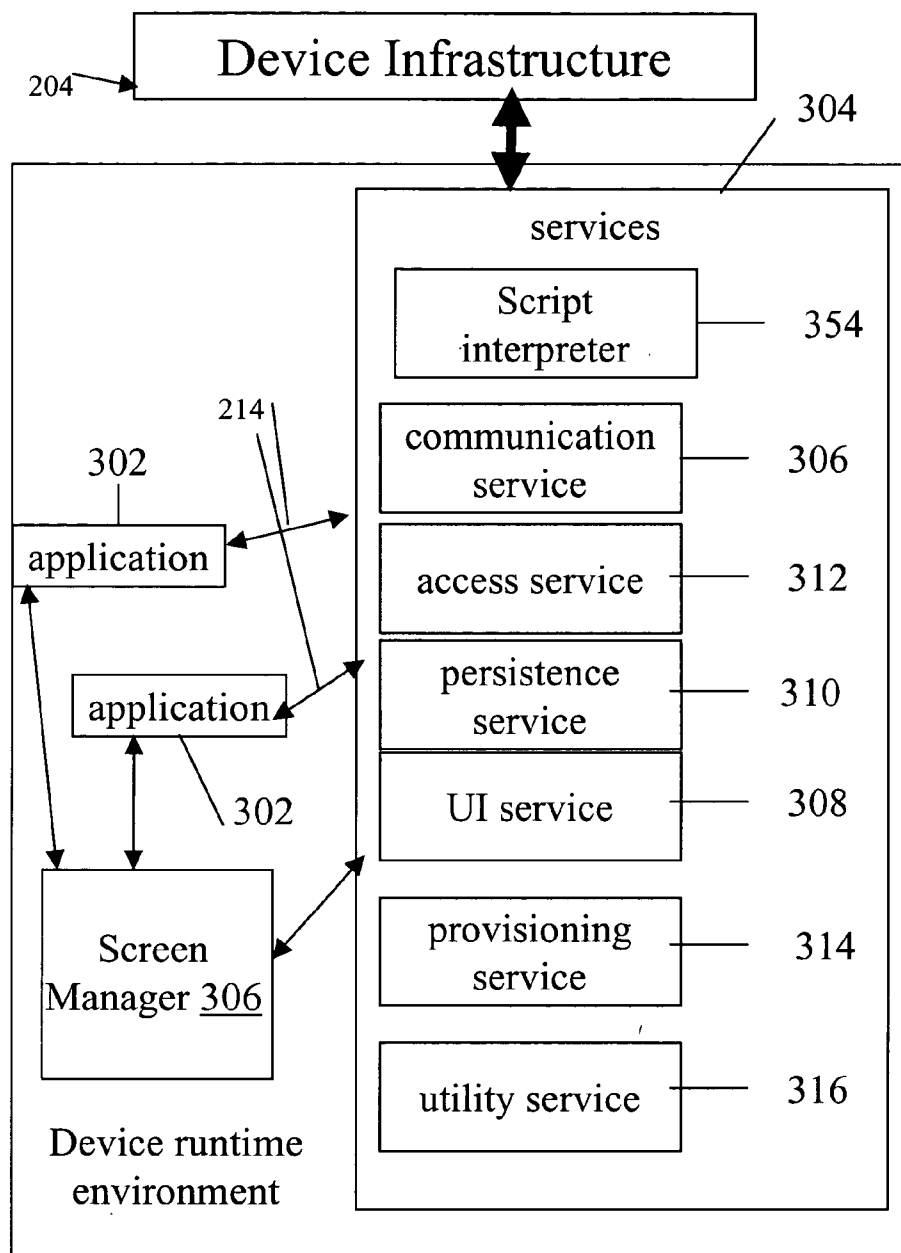 Device Infrastructure
204
304
services
Script
interpreter
354
214
communication
service
306
302
application
access service
312
persistence
service
310
application
302
UI service
308
Screen
Manager 306
provisioning
service
314
utility service
316
Device runtime
environment